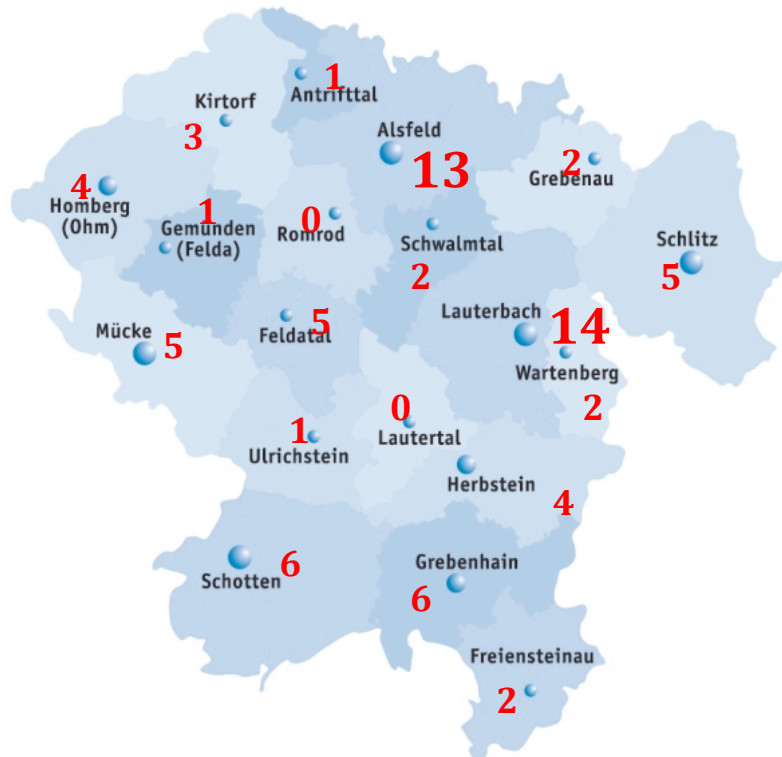 1
Antrifttal
Kirtorf
3
Alsfeld
13
2
Grebenau
4
Homberg
(Ohm)
1
Gemünden
(Felda)
0
Romrod
Schwalmtal
2
Schlitz
5
Mücke
5
Feldatal
5
Lauterbach
14
Wartenberg
2
1
Ulrichstein
0
Lautertal
Herbstein
4
Schotten
6
Grebenhain
6
Freiensteinau
2